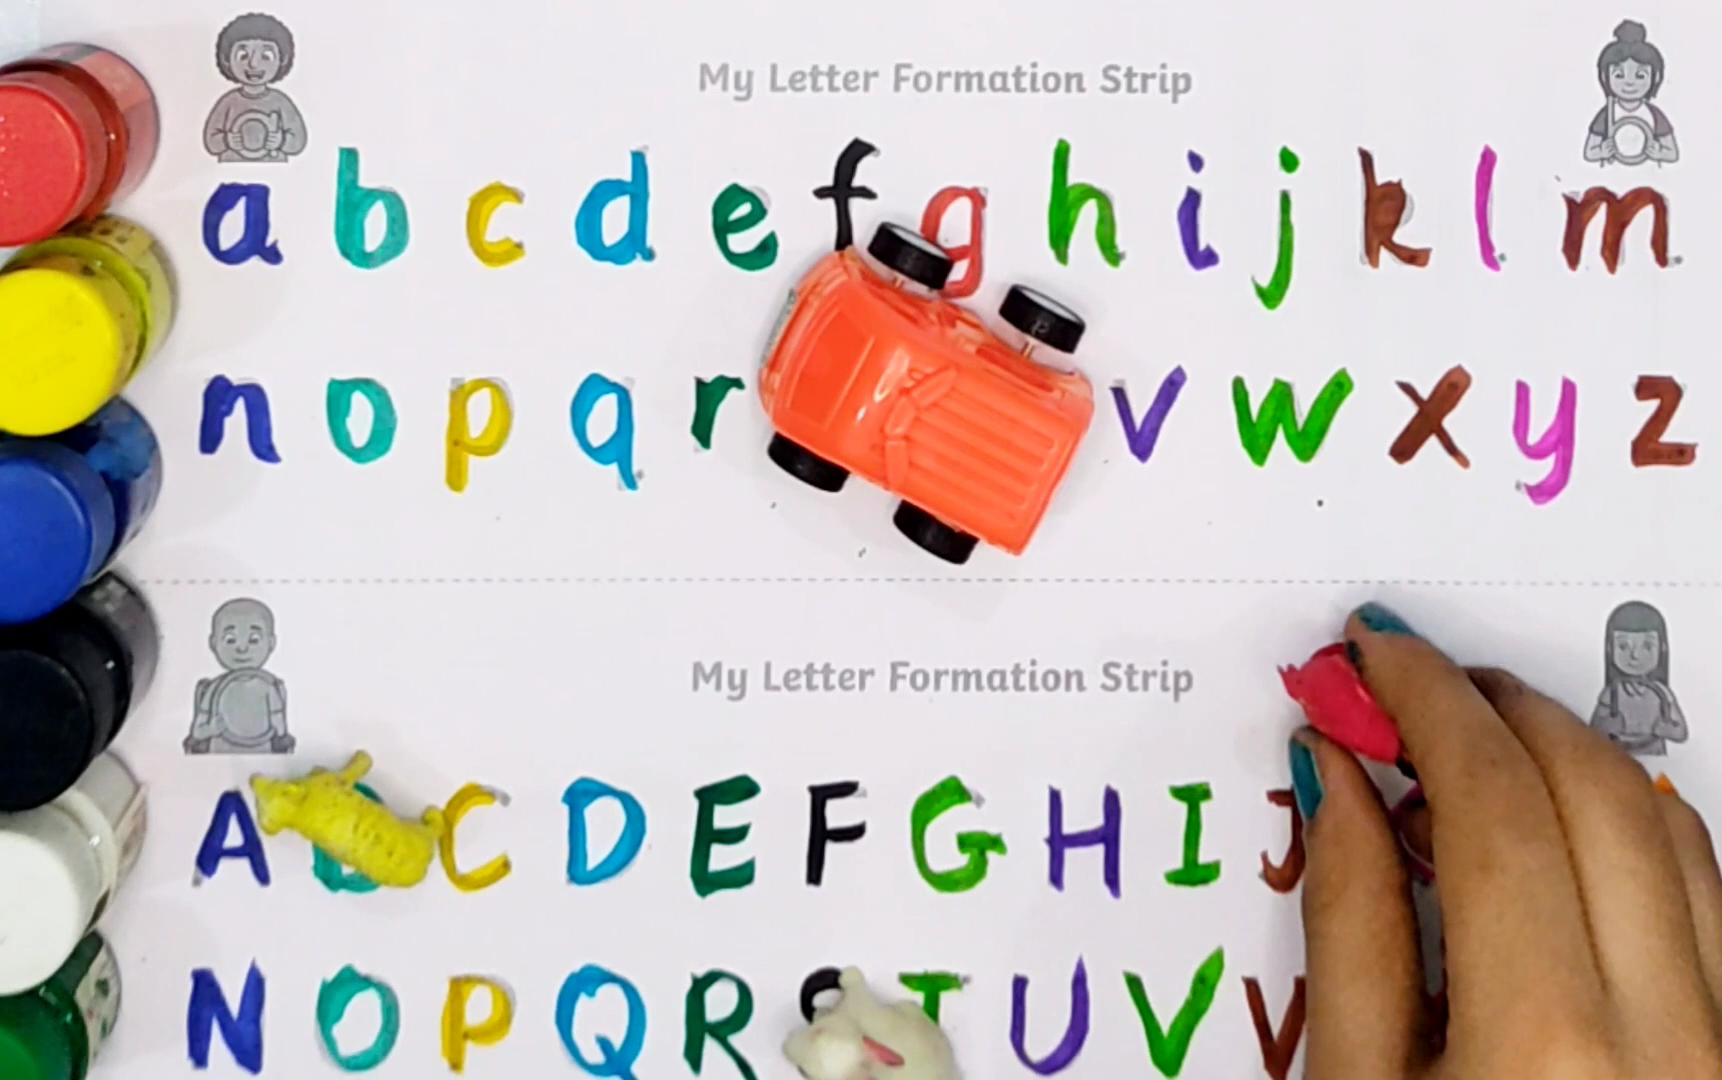 My Letter Formation Strip
a b c d e f g h i j k l m
n o p q r v w x y z
My Letter Formation Strip
A C D E F G H I J
N O P Q R T U V